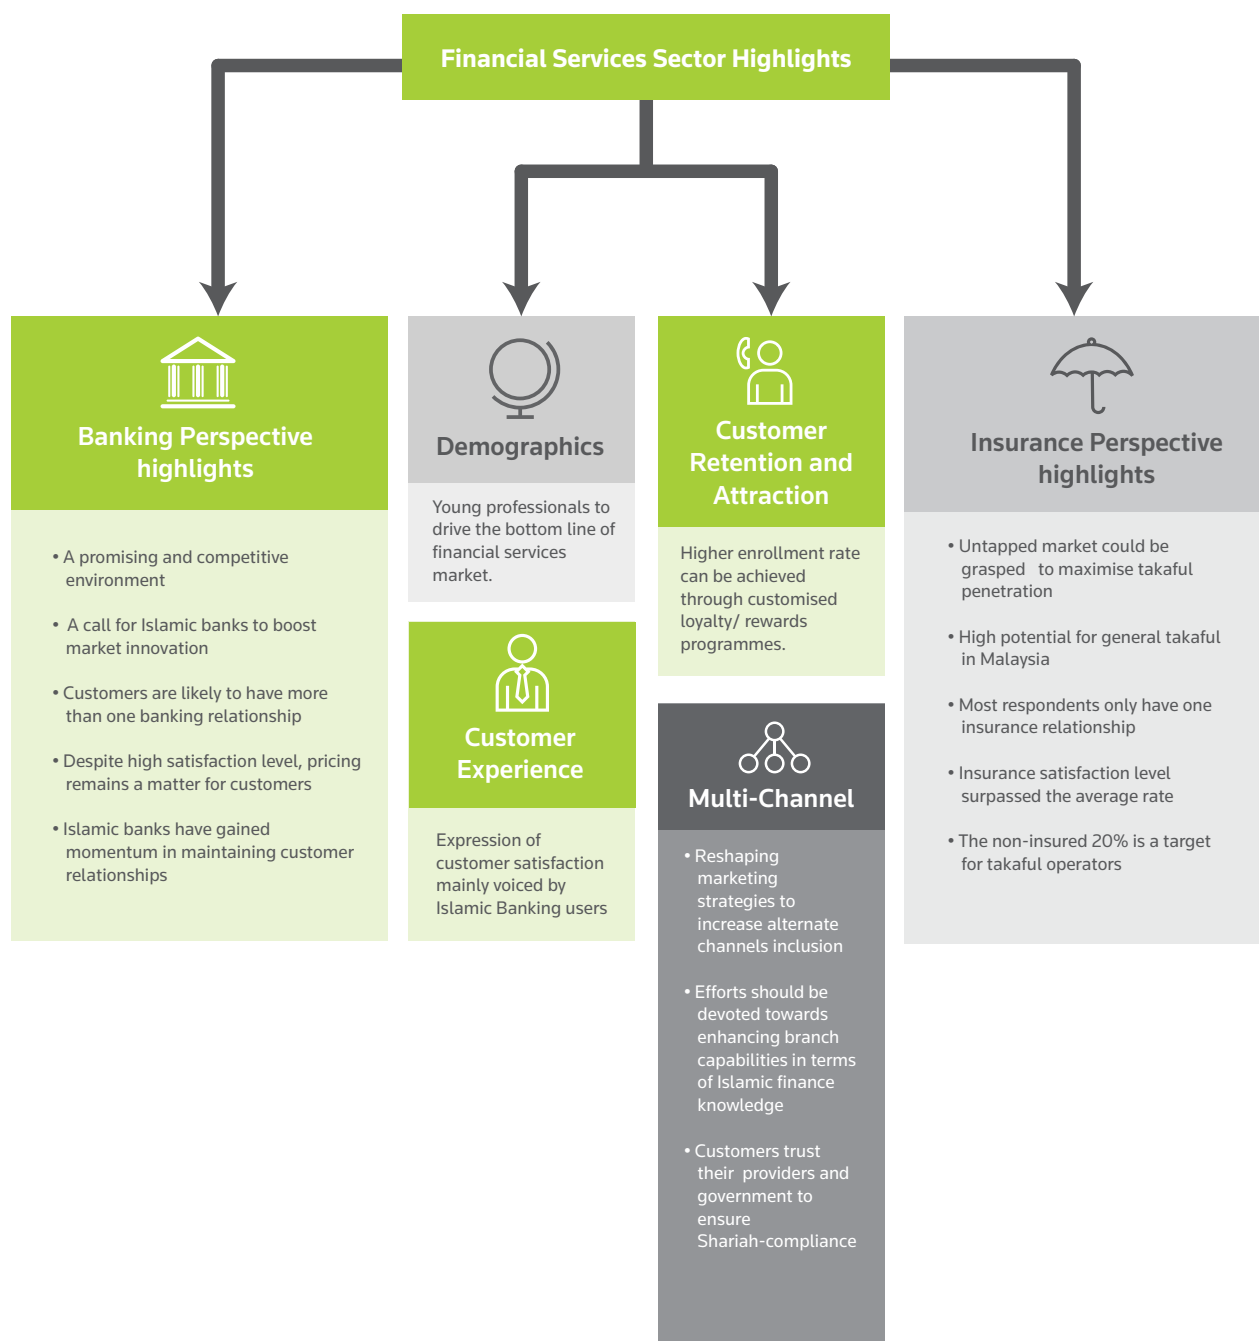 Financial Services Sector Highlights
Banking Perspective
highlights
• A promising and competitive
environment
• A call for Islamic banks to boost
market innovation
• Customers are likely to have more
than one banking relationship
• Despite high satisfaction level, pricing
remains a matter for customers
• Islamic banks have gained
momentum in maintaining customer
relationships
Demographics
Young professionals to
drive the bottom line of
financial services
market.
Customer
Experience
Expression of
customer satisfaction
mainly voiced by
Islamic Banking users
Customer
Retention and
Attraction
Higher enrollment rate
can be achieved
through customised
loyalty/ rewards
programmes.
Multi-Channel
• Reshaping
marketing
strategies to
increase alternate
channels inclusion
• Efforts should be
devoted towards
enhancing branch
capabilities in terms
of Islamic finance
knowledge
• Customers trust
their providers and
government to
ensure
Shariah-compliance
Insurance Perspective
highlights
• Untapped market could be
grasped to maximise takaful
penetration
• High potential for general takaful
in Malaysia
• Most respondents only have one
insurance relationship
• Insurance satisfaction level
surpassed the average rate
• The non-insured 20% is a target
for takaful operators